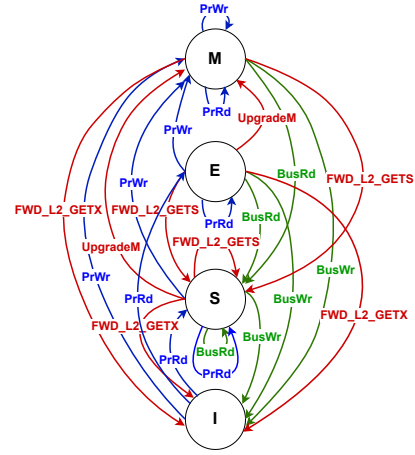 PrWr
M
PrRd
UpgradeM
PrWr
E
PrWr
FWD_L2_GETS
BusRd
FWD_L2_GETX
FWD_L2_GETS
PrRd
BusRd
UpgradeM
FWD_L2_GETS
PrWr
BusWr
PrRd
S
BusWr
FWD_L2_GETX
FWD_L2_GETX
BusWr
PrRd
BusRd
PrRd
I